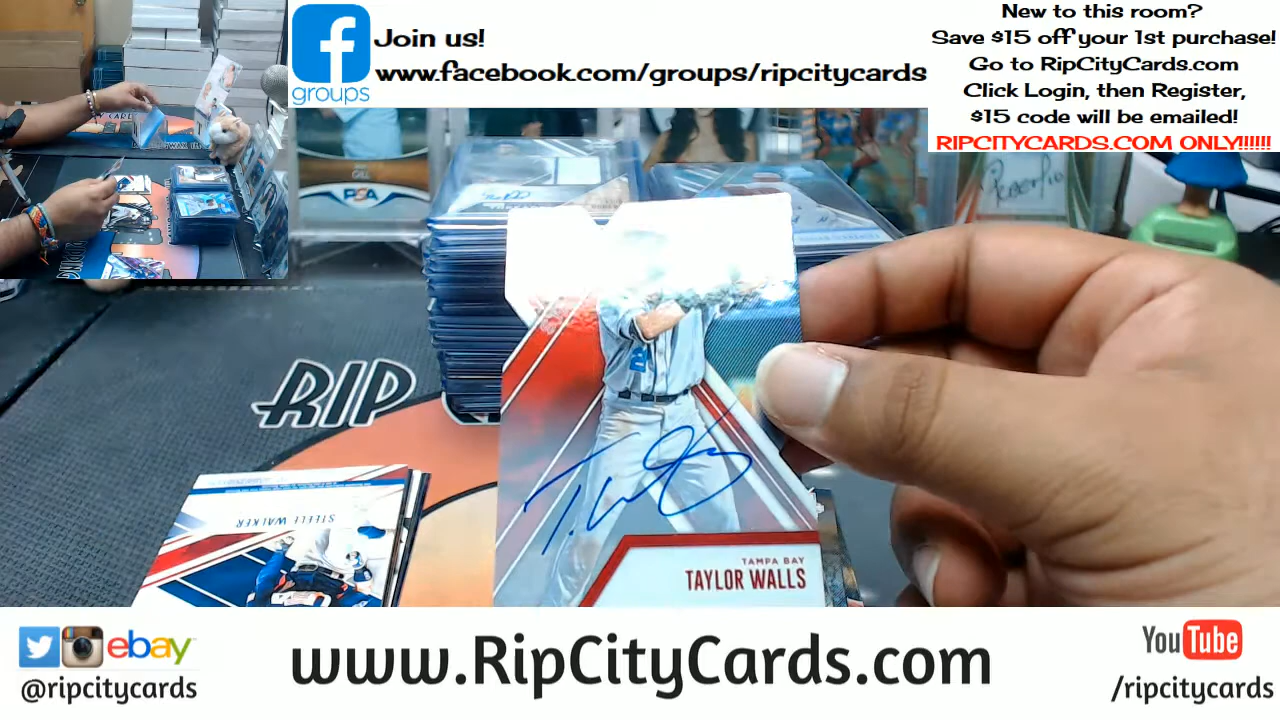 Join us!
www.facebook.com/groups/ripcitycards
groups
New to this room?
Save $15 off your 1st purchase!
Go to RipCityCards.com
Click Login, then Register,
$15 code will be emailed!
RIPCITYCARDS.COM ONLY!!!!!!
GILL
PSA
RIP
STEELE WALKER
T. W
TAMPA BAY
TAYLOR WALLS
ebay
@ripcitycards
www.RipCityCards.com
YouTube
/ripcitycards